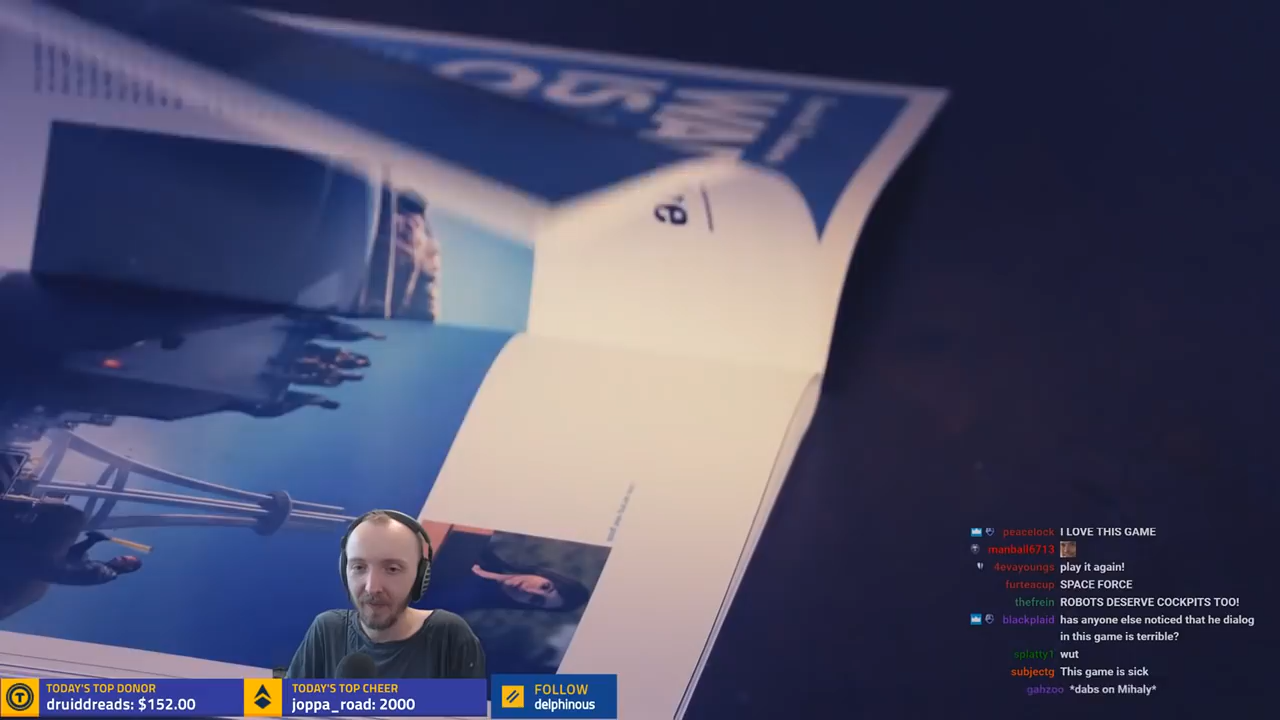 a.
peacelock I LOVE THIS GAME
manball6713
4evayoungs play it again!
furteacup SPACE FORCE
thefrein ROBOTS DESERVE COCKPITS TOO!
blackplaid has anyone else noticed that he dialog
in this game is terrible?
splatty1 wut
subjectg This game is sick
gahzoo *dabs on Mihaly*
TODAY'S TOP DONOR
druiddreads: $152.00
TODAY'S TOP CHEER
joppa_road: 2000
FOLLOW
delphinous